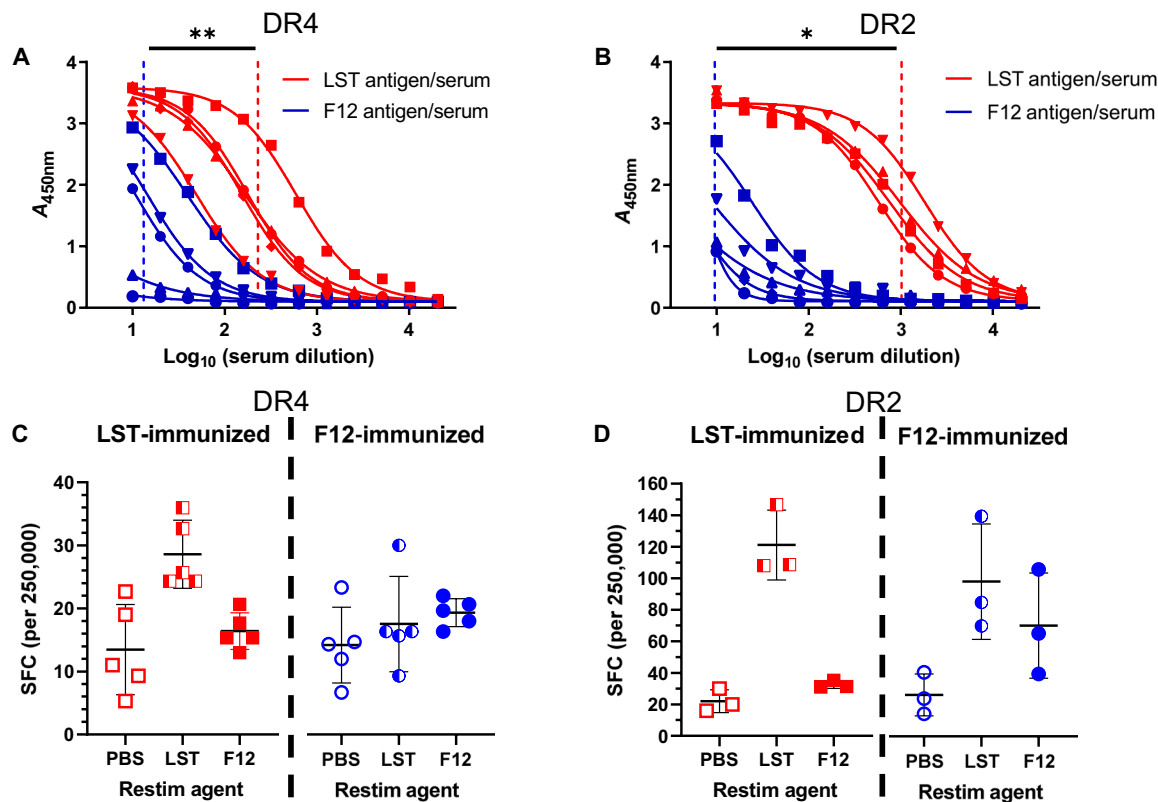 DR4
**
A
LST antigen/serum
F12 antigen/serum
A450nm
4
3
2
1
0
1 2 3 4
Log10 (serum dilution)
DR2
*
B
LST antigen/serum
F12 antigen/serum
A450nm
4
3
2
1
0
1 2 3 4
Log10 (serum dilution)
DR4
C
LST-immunized
F12-immunized
SFC (per 250,000)
40
30
20
10
0
PBS LST F12
PBS LST F12
Restim agent
Restim agent
DR2
D
LST-immunized
F12-immunized
SFC (per 250,000)
160
140
120
100
80
60
40
20
0
PBS LST F12
PBS LST F12
Restim agent
Restim agent